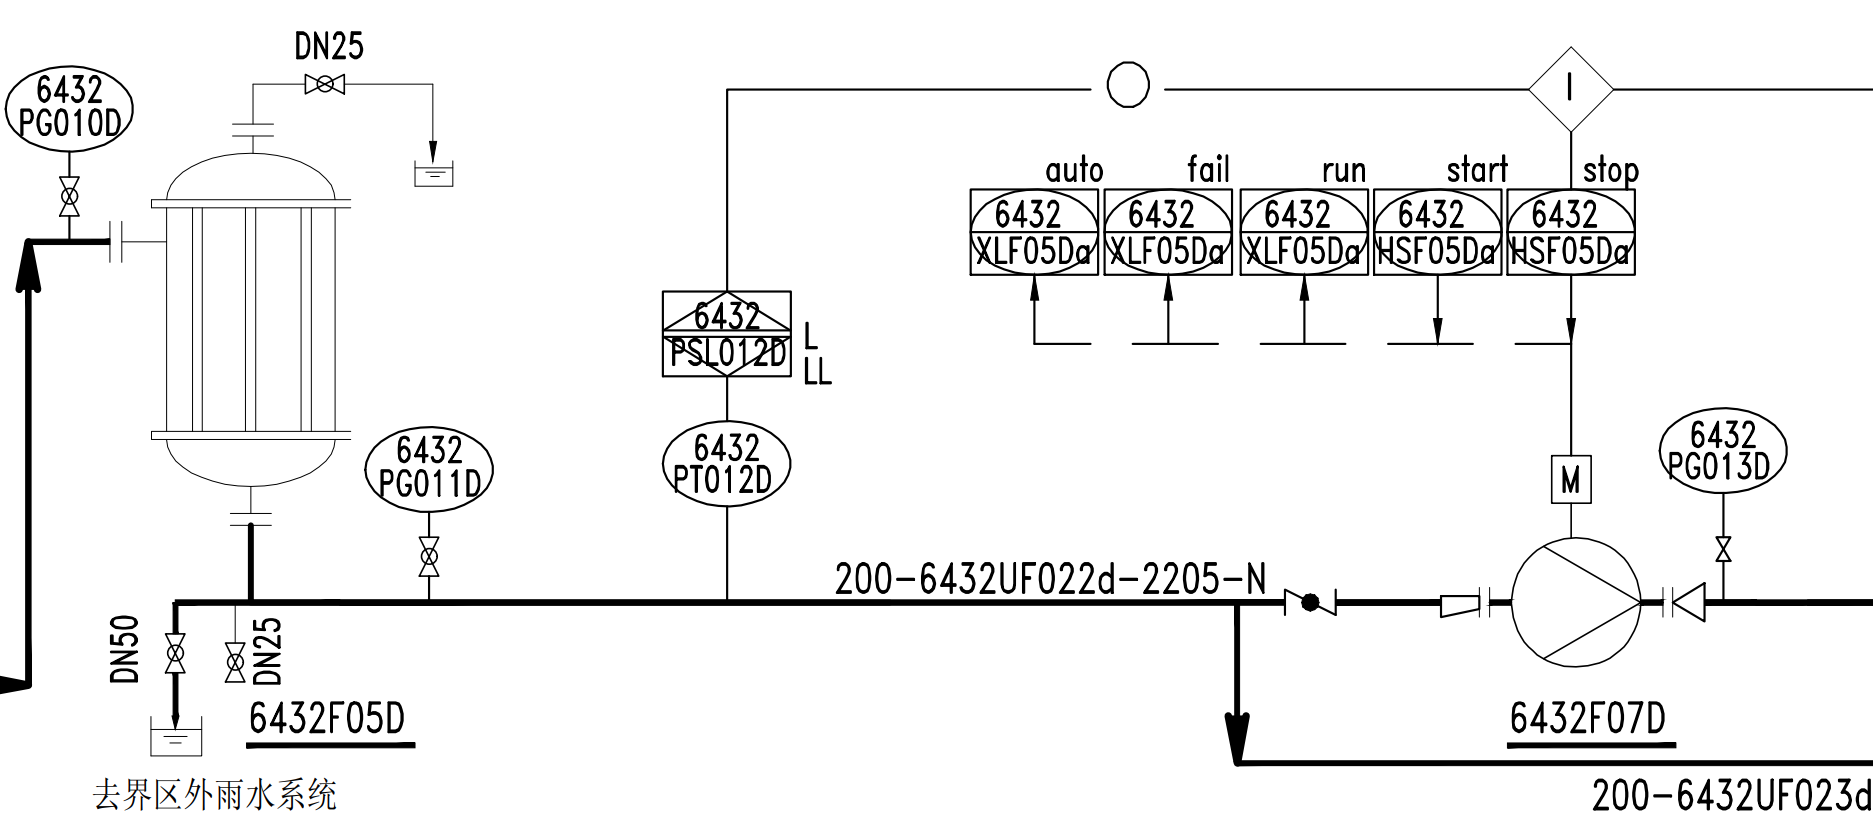 DN25
6432
PG010D
auto
fail
run
start
stop
I
6432
XLF05Da
6432
XLF05Da
6432
XLF05Da
6432
HSF05Da
6432
HSF05Da
6432
PSL012D
L
LL
6432
PG011D
6432
PT012D
M
6432
PG013D
200-6432UF022d-2205-N
DN50
DN25
6432F05D
6432F07D
去界区外雨水系统
200-6432UF023d